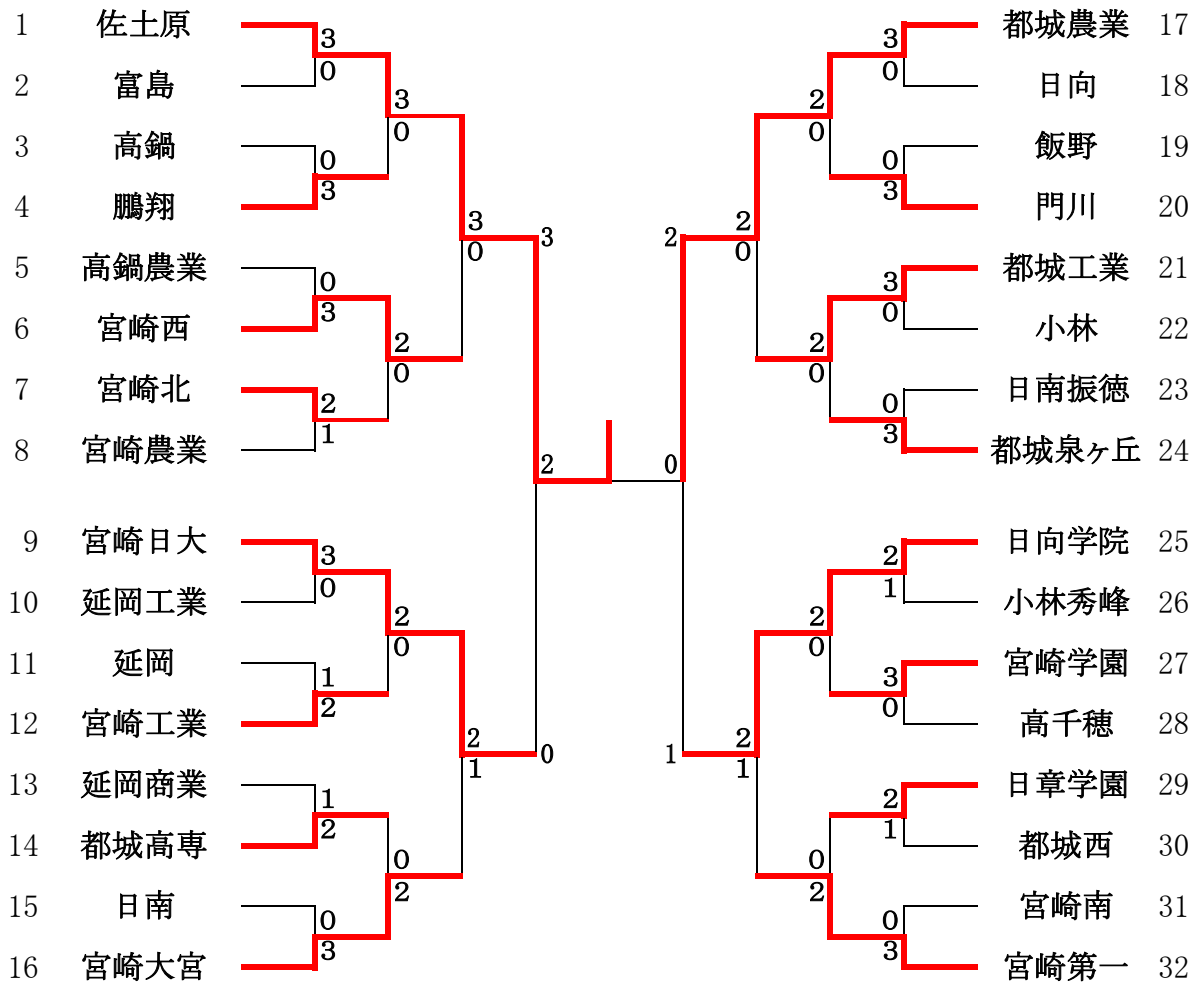 1 佐土原
2 富島
3 高鍋
4 鵬翔
5 高鍋農業
6 宮崎西
7 宮崎北
8 宮崎農業
9 宮崎日大
10 延岡工業
11 延岡
12 宮崎工業
13 延岡商業
14 都城高専
15 日南
16 宮崎大宮
3
0
0
3
0
3
2
1
3
0
1
2
1
2
0
3
3
0
2
0
2
0
0
2
3
0
2
1
3
0
2
0
2
1
2
0
2
1
2
0
2
0
2
0
0
2
3
0
0
3
3
0
0
3
2
1
3
0
2
1
0
3
都城農業 17
日向 18
飯野 19
門川 20
都城工業 21
小林 22
日南振徳 23
都城泉ヶ丘 24
日向学院 25
小林秀峰 26
宮崎学園 27
高千穂 28
日章学園 29
都城西 30
宮崎南 31
宮崎第一 32